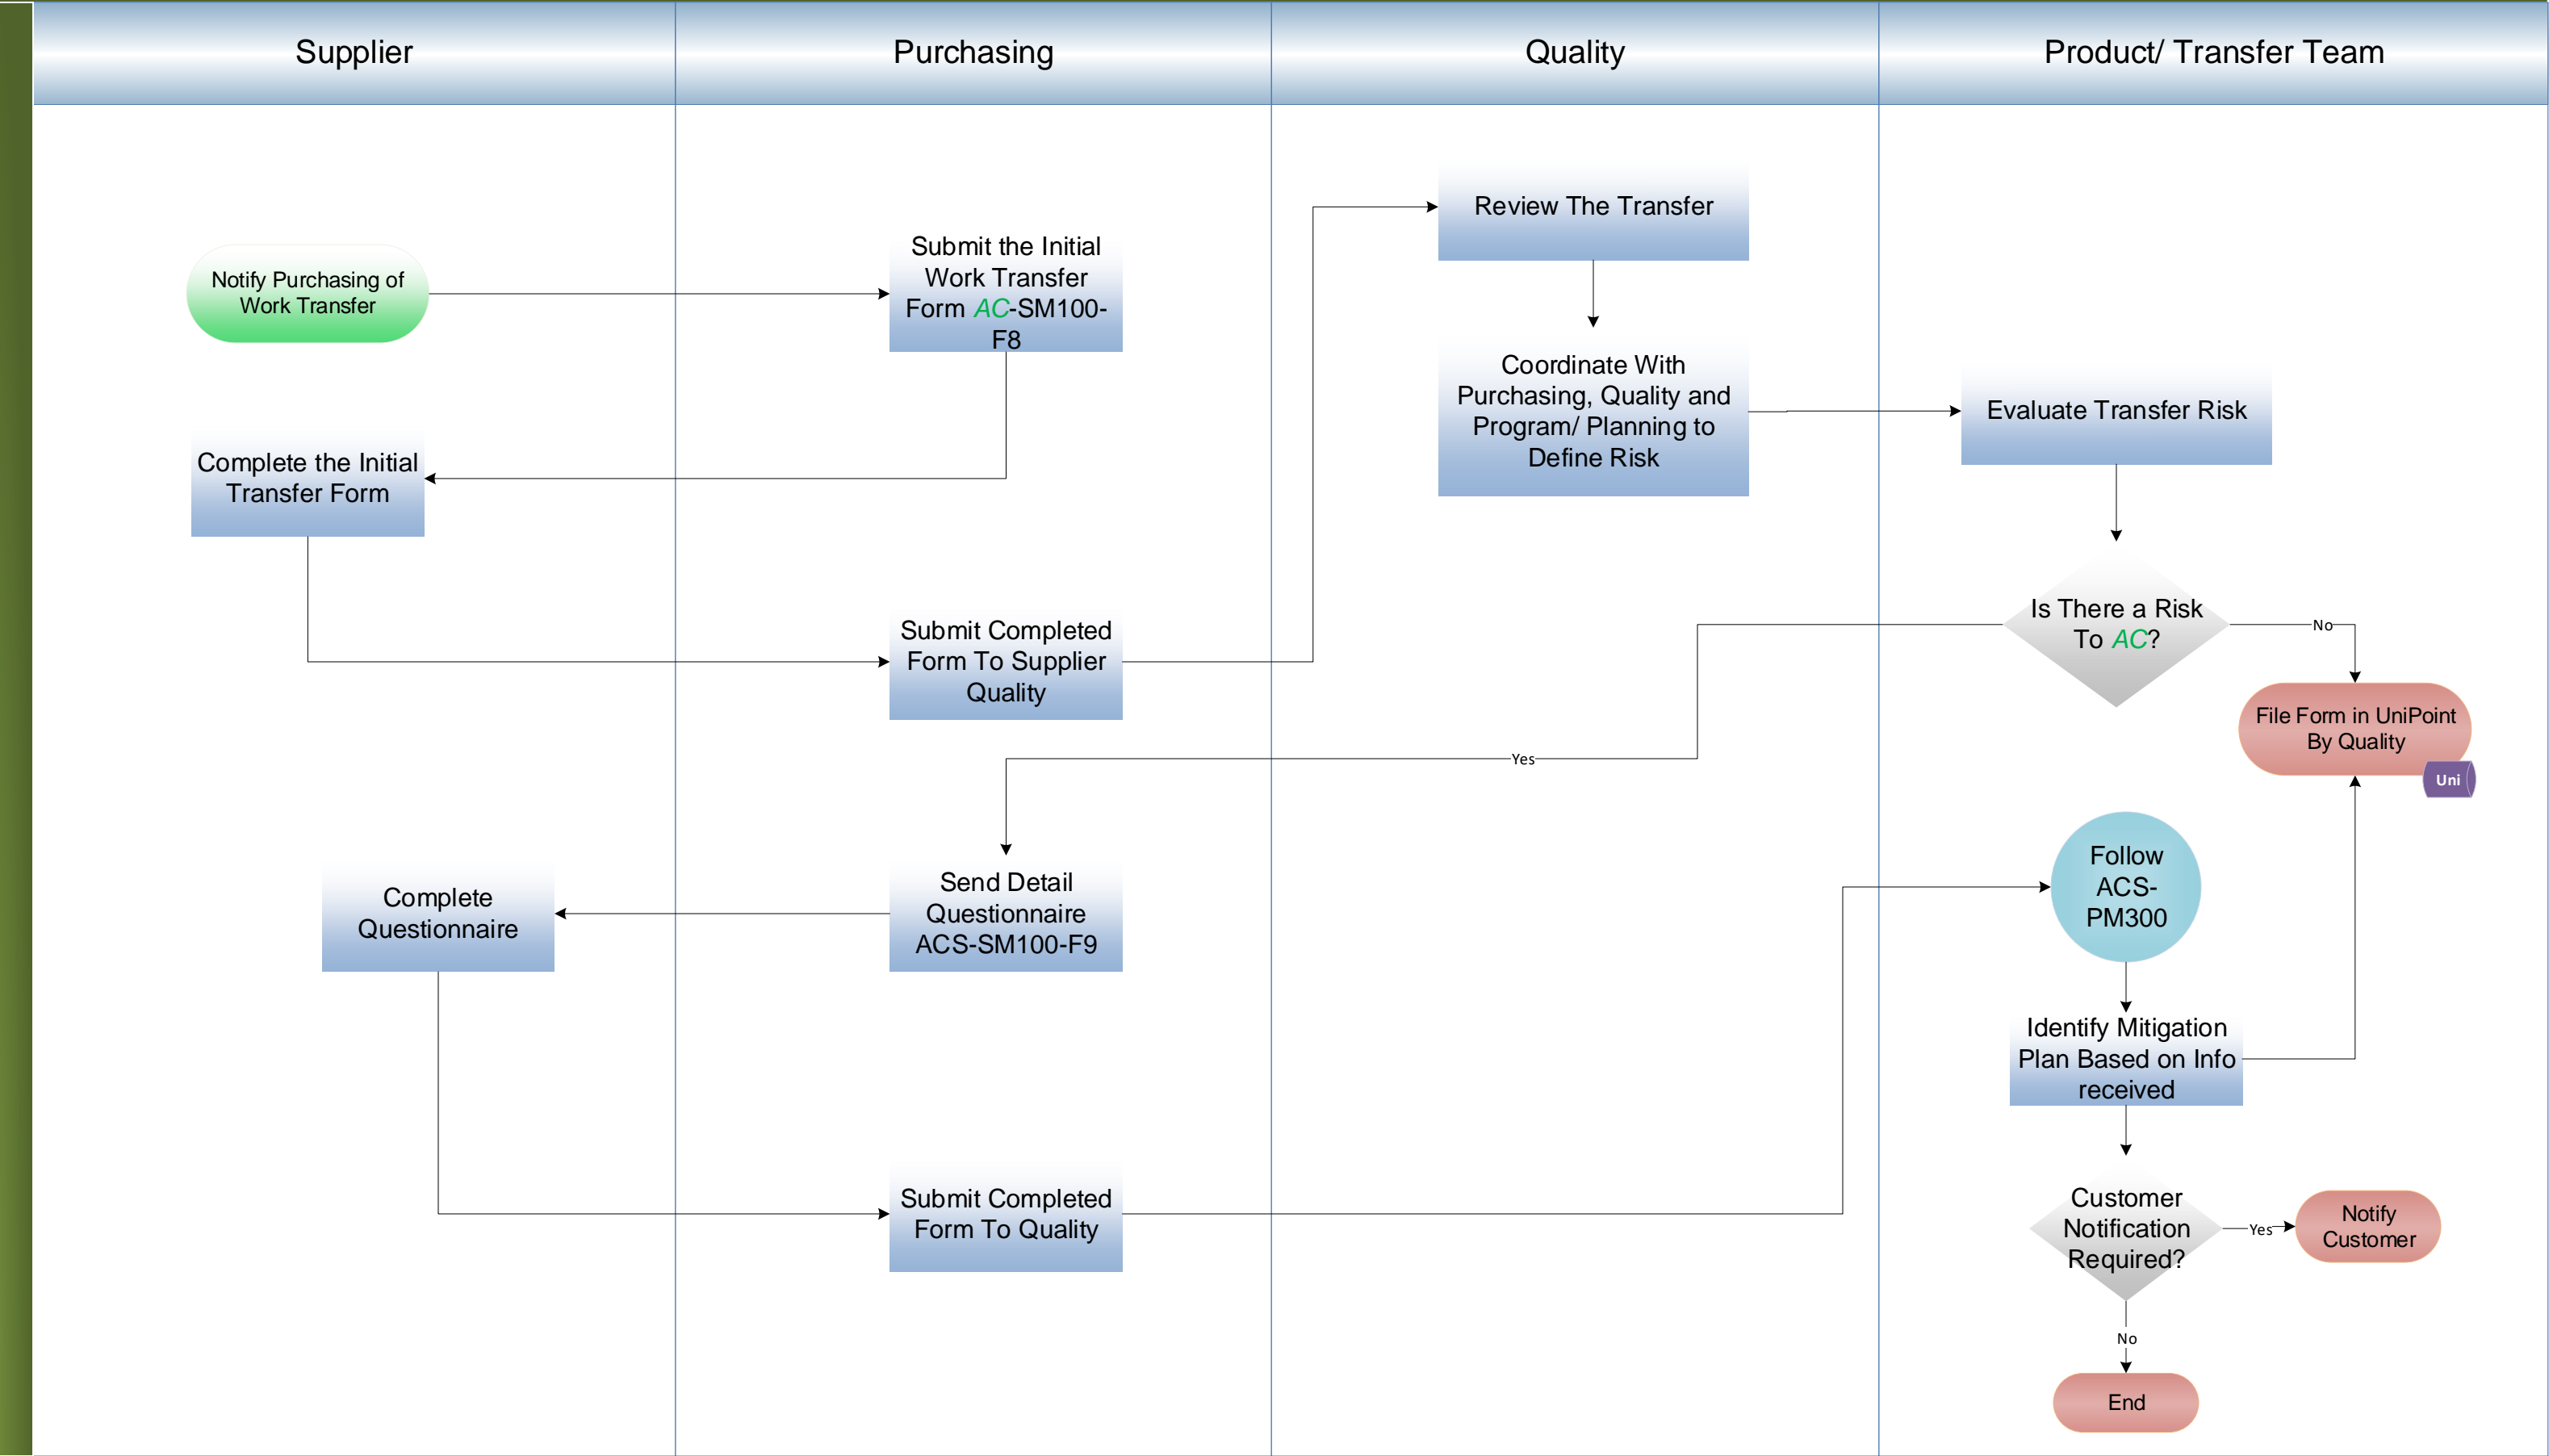 Supplier
Purchasing
Quality
Product/ Transfer Team
Notify Purchasing of
Work Transfer
Submit the Initial
Work Transfer
Form AC-SM100-
F8
Complete the Initial
Transfer Form
Submit Completed
Form To Supplier
Quality
Review The Transfer
Coordinate With
Purchasing, Quality and
Program/ Planning to
Define Risk
Evaluate Transfer Risk
Is There a Risk
To AC?
No
File Form in UniPoint
By Quality
Uni
Yes
Send Detail
Questionnaire
ACS-SM100-F9
Complete
Questionnaire
Submit Completed
Form To Quality
Follow
ACS-
PM300
Identify Mitigation
Plan Based on Info
received
Customer
Notification
Required?
Yes
Notify
Customer
No
End